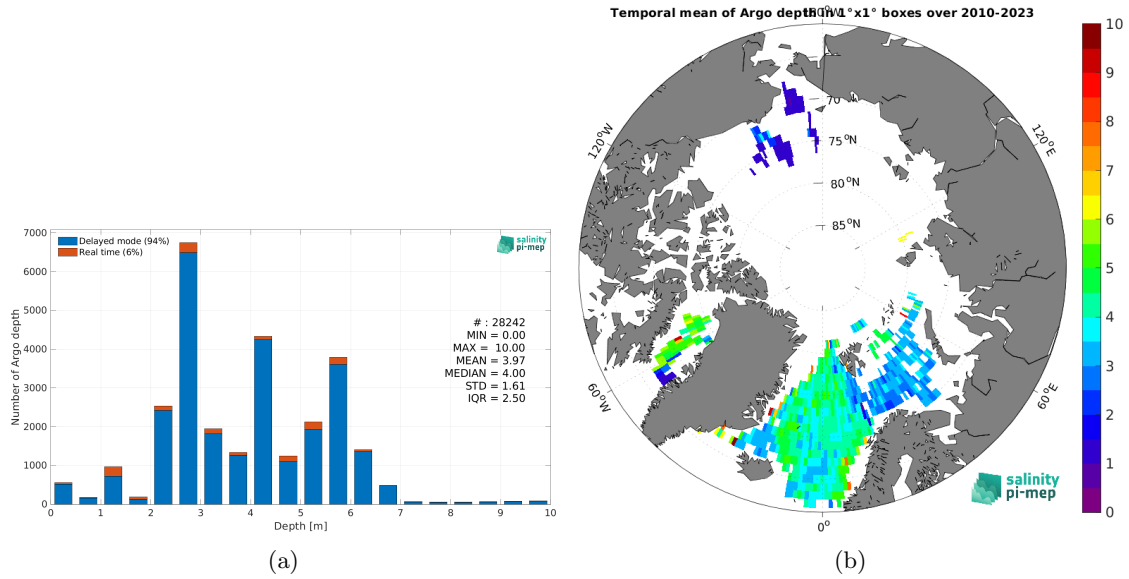 Temporal mean of Argo depth in 1°x1° boxes over 2010-2023
180°W
120°W
120°E
60°W
60°E
0°
70°N
75°N
80°N
85°N
10
9
8
7
6
5
4
3
2
1
0
salinity
pi-mep
(b)
7000
6000
5000
4000
3000
2000
1000
0
Number of Argo depth
Delayed mode (94%)
Real time (6%)
salinity
pi-mep
# : 28242
MIN = 0.00
MAX = 10.00
MEAN = 3.97
MEDIAN = 4.00
STD = 1.61
IQR = 2.50
0 1 2 3 4 5 6 7 8 9 10
Depth [m]
(a)